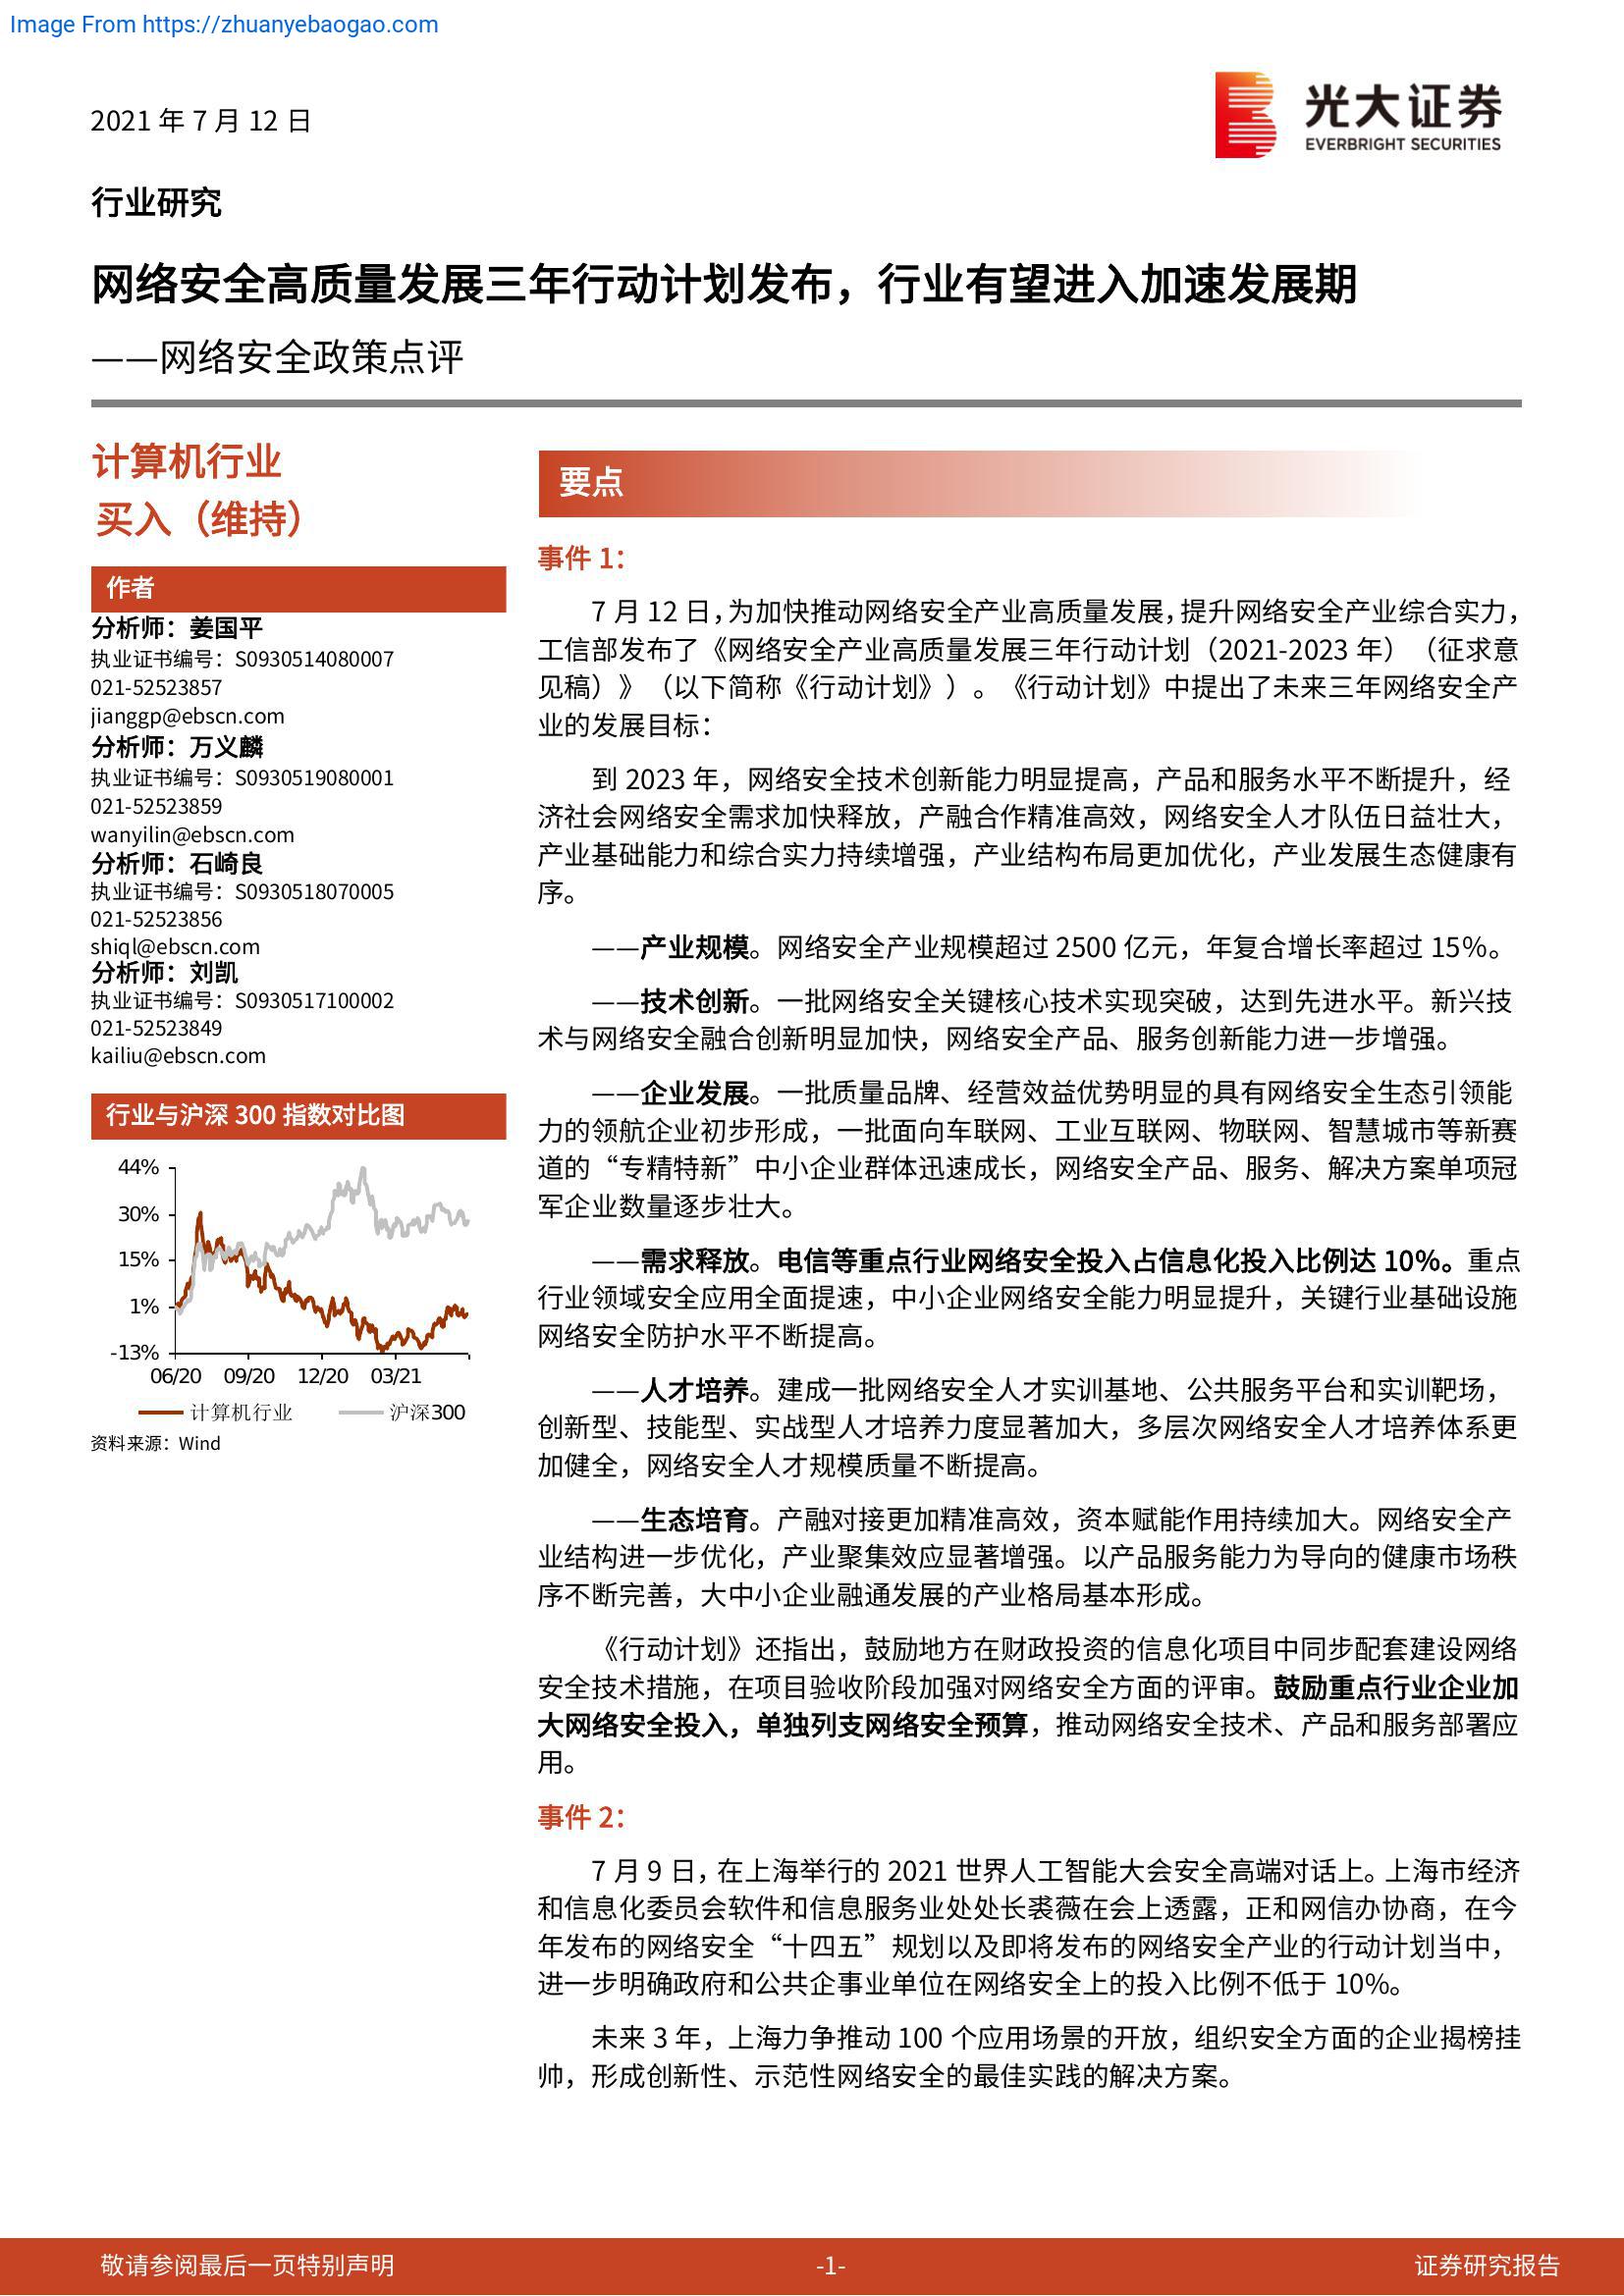 Image From https://zhuanyebaogao.com
2021 年 7 月 12 日
光大证券
EVERBRIGHT SECURITIES
行业研究
网络安全高质量发展三年行动计划发布，行业有望进入加速发展期
——网络安全政策点评
计算机行业
买入（维持）
作者
分析师：姜国平
执业证书编号：S0930514080007
021-52523857
jianggp@ebscn.com
分析师：万义麟
执业证书编号：S0930519080001
021-52523859
wanyilin@ebscn.com
分析师：石崎良
执业证书编号：S0930518070005
021-52523856
shiql@ebscn.com
分析师：刘凯
执业证书编号：S0930517100002
021-52523849
kailiu@ebscn.com
行业与沪深 300 指数对比图
44%
30%
15%
1%
-13%
06/20 09/20 12/20 03/21
计算机行业 沪深300
资料来源：Wind
要点
事件 1：
7 月 12 日，为加快推动网络安全产业高质量发展，提升网络安全产业综合实力，
工信部发布了《网络安全产业高质量发展三年行动计划（2021-2023 年）（征求意
见稿）》（以下简称《行动计划》）。《行动计划》中提出了未来三年网络安全产
业的发展目标：
到 2023 年，网络安全技术创新能力明显提高，产品和服务水平不断提升，经
济社会网络安全需求加快释放，产融合作精准高效，网络安全人才队伍日益壮大，
产业基础能力和综合实力持续增强，产业结构布局更加优化，产业发展生态健康有
序。
——产业规模。网络安全产业规模超过 2500 亿元，年复合增长率超过 15%。
——技术创新。一批网络安全关键核心技术实现突破，达到先进水平。新兴技
术与网络安全融合创新明显加快，网络安全产品、服务创新能力进一步增强。
——企业发展。一批质量品牌、经营效益优势明显的具有网络安全生态引领能
力的领航企业初步形成，一批面向车联网、工业互联网、物联网、智慧城市等新赛
道的“专精特新”中小企业群体迅速成长，网络安全产品、服务、解决方案单项冠
军企业数量逐步壮大。
——需求释放。电信等重点行业网络安全投入占信息化投入比例达 10%。重点
行业领域安全应用全面提速，中小企业网络安全能力明显提升，关键行业基础设施
网络安全防护水平不断提高。
——人才培养。建成一批网络安全人才实训基地、公共服务平台和实训靶场，
创新型、技能型、实战型人才培养力度显著加大，多层次网络安全人才培养体系更
加健全，网络安全人才规模质量不断提高。
——生态培育。产融对接更加精准高效，资本赋能作用持续加大。网络安全产
业结构进一步优化，产业聚集效应显著增强。以产品服务能力为导向的健康市场秩
序不断完善，大中小企业融通发展的产业格局基本形成。
《行动计划》还指出，鼓励地方在财政投资的信息化项目中同步配套建设网络
安全技术措施，在项目验收阶段加强对网络安全方面的评审。鼓励重点行业企业加
大网络安全投入，单独列支网络安全预算，推动网络安全技术、产品和服务部署应
用。
事件 2：
7 月 9 日，在上海举行的 2021 世界人工智能大会安全高端对话上。上海市经济
和信息化委员会软件和信息服务业处处长裘薇在会上透露，正和网信办协商，在今
年发布的网络安全“十四五”规划以及即将发布的网络安全产业的行动计划当中，
进一步明确政府和公共企事业单位在网络安全上的投入比例不低于 10%。
未来 3 年，上海力争推动 100 个应用场景的开放，组织安全方面的企业揭榜挂
帅，形成创新性、示范性网络安全的最佳实践的解决方案。
敬请参阅最后一页特别声明
-1-
证券研究报告